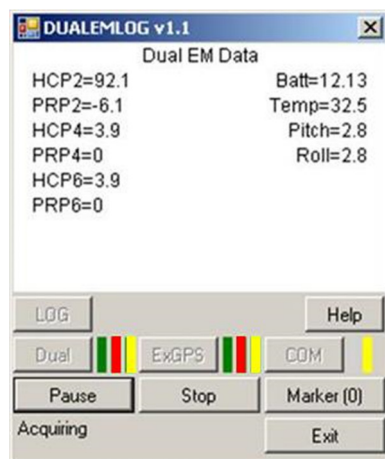 DUALEMLOG v1.1
Dual EM Data
HCP2=92.1 Batt=12.13
PRP2=-6.1 Temp=32.5
HCP4=3.9 Pitch=2.8
PRP4=0 Roll=2.8
HCP6=3.9
PRP6=0
LOG Help
Dual ExGPS COM
Pause Stop Marker (0)
Acquiring Exit